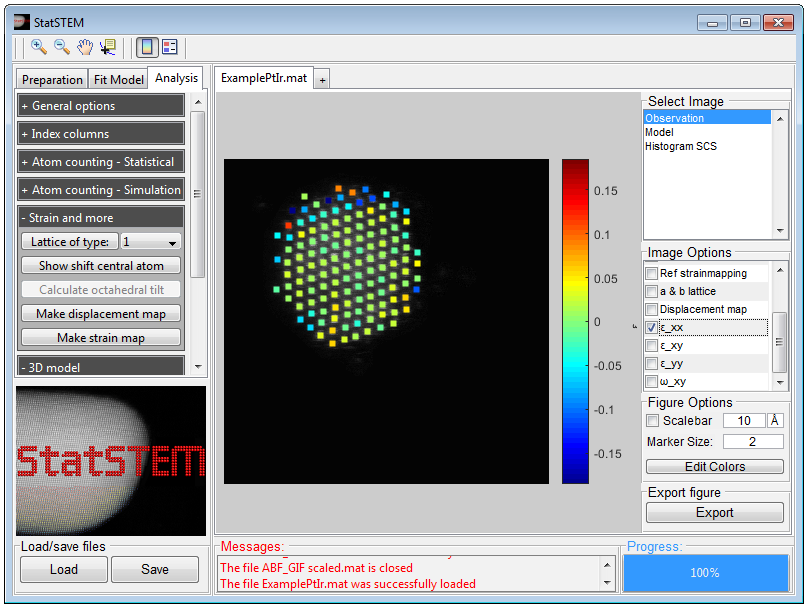 StatSTEM
Preparation
Fit Model
Analysis
+ General options
+ Index columns
+ Atom counting - Statistical
+ Atom counting - Simulation
- Strain and more
Lattice of type: 1
Show shift central atom
Calculate octahedral tilt
Make displacement map
Make strain map
- 3D model
StatSTEM
Load/save files
Load
Save
ExamplePtIr.mat
+
0.15
0.1
0.05
0
-0.05
-0.1
-0.15
Select Image
Observation
Model
Histogram SCS
Image Options
Ref strainmapping
a & b lattice
Displacement map
ε_xx
ε_xy
ε_yy
ω_xy
Figure Options
Scalebar 10 Å
Marker Size: 2
Edit Colors
Export figure
Export
Messages:
The file ABF_GIF scaled.mat is closed
The file ExamplePtIr.mat was successfully loaded
Progress:
100%